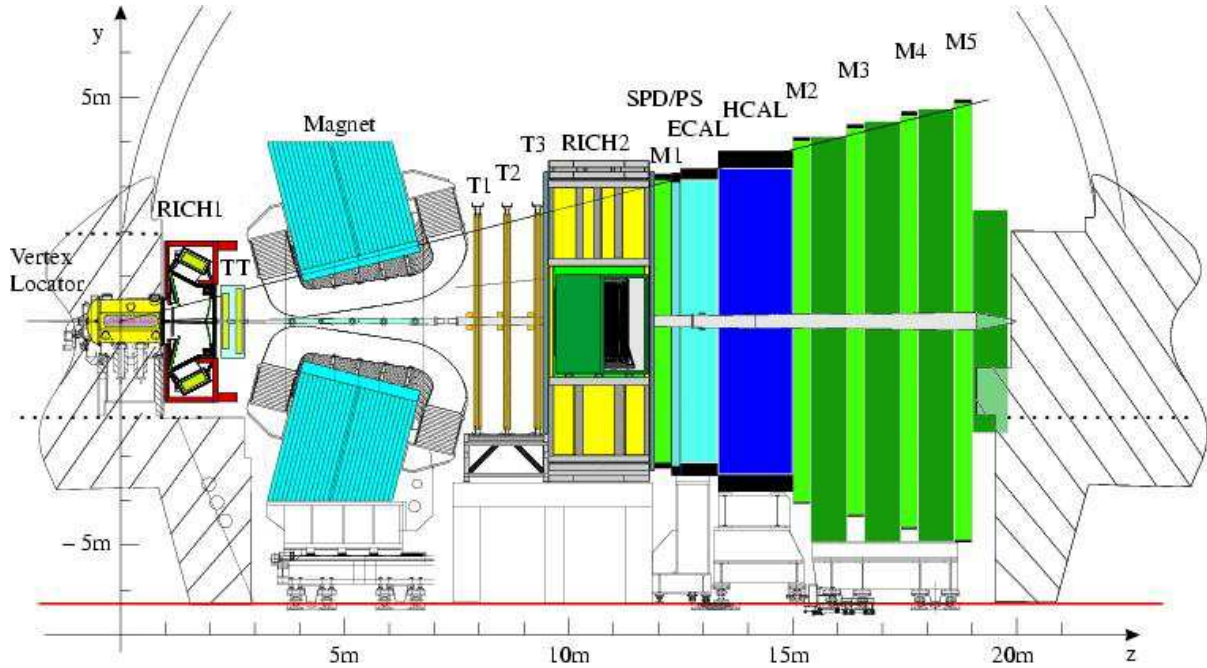 y
5m
Magnet
SPD/PS
ECAL
HCAL
M1
M2
M3
M4
M5
RICH2
T1
T2
T3
RICH1
TT
Vertex
Locator
– 5m
5m
10m
15m
20m
z